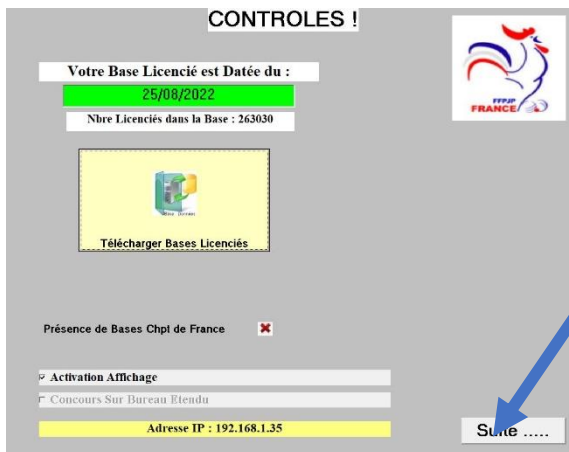 CONTROLES !
Votre Base Licencié est Datée du :
25/08/2022
Nbre Licenciés dans la Base : 263030
FFPJP
FRANCE
Télécharger Bases Licenciés
Présence de Bases Chpt de France
Activation Affichage
Concours Sur Bureau Etendu
Adresse IP : 192.168.1.35
Suite .....